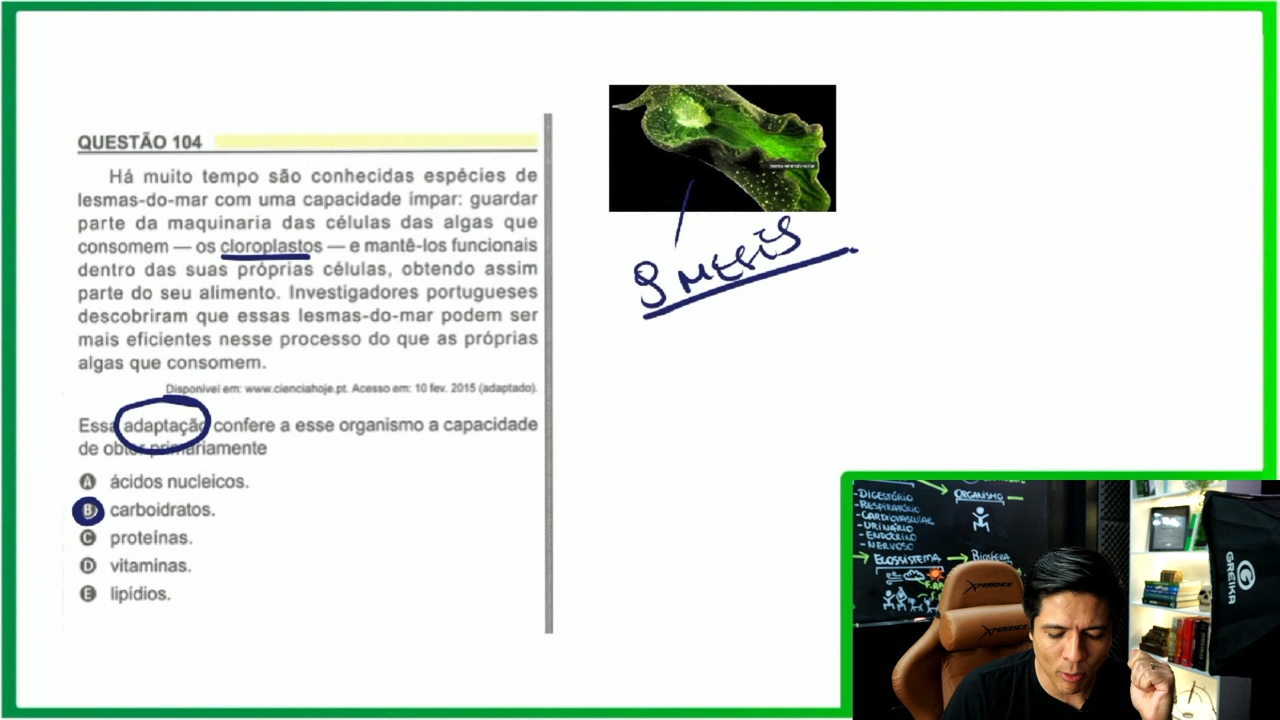 QUESTÃO 104
Há muito tempo são conhecidas espécies de
lesmas-do-mar com uma capacidade ímpar: guardar
parte da maquinaria das células das algas que
consomem — os cloroplastos — e mantê-los funcionais
dentro das suas próprias células, obtendo assim
parte do seu alimento. Investigadores portugueses
descobriram que essas lesmas-do-mar podem ser
mais eficientes nesse processo do que as próprias
algas que consomem.
Disponível em: www.cienciahoje.pt. Acesso em: 10 fev. 2015 (adaptado).
Essa adaptação confere a esse organismo a capacidade
de obter primariamente
A ácidos nucleicos.
B carboidratos.
C proteínas.
D vitaminas.
E lipídios.
9 MESES
-DIGESTÓRIO
-RESPIRATÓRIO
-CARDIOVASCULAR
-URINÁRIO
-ENDÓCRINO
-NERVOSO
ORGANISMO
ECOSSISTEMA
BIOSFERA
XPERIENCE
XPERIENCE
GREIKA